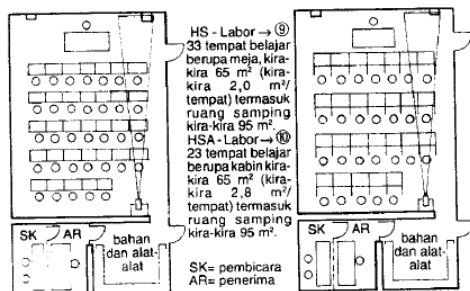 HS - Labor → ⑨
33 tempat belajar
berupa meja, kira-
kira 65 m² (kira-
kira 2,0 m²/
tempat) termasuk
ruang samping
kira-kira 95 m².
HSA - Labor → ⑩
23 tempat belajar
berupa kabin kira-
kira 65 m² (kira-
kira 2,8 m²/
tempat) termasuk
ruang samping
kira-kira 95 m².
SK= pembicara
AR= penerima
SK
AR
bahan
dan alat-
alat
SK
AR
bahan
dan alat-
alat